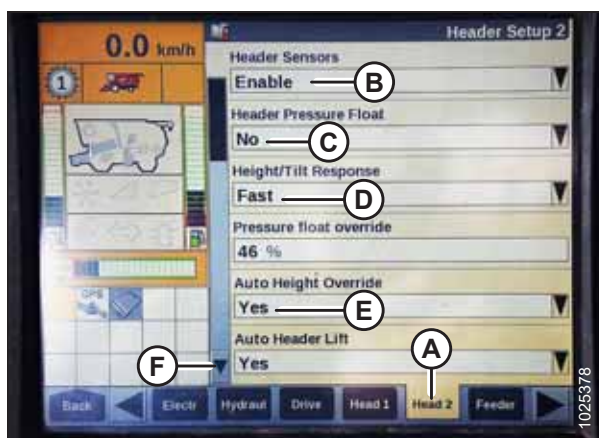 0.0 km/h
Header Setup 2
1
Header Sensors
Enable
B
Header Pressure Float
No
C
Height/Tilt Response
Fast
D
Pressure float override
46 %
Auto Height Override
Yes
E
Auto Header Lift
Yes
F
A
GPS
Back
Electr
Hydraul
Drive
Head 1
Head 2
Feeder
1025378